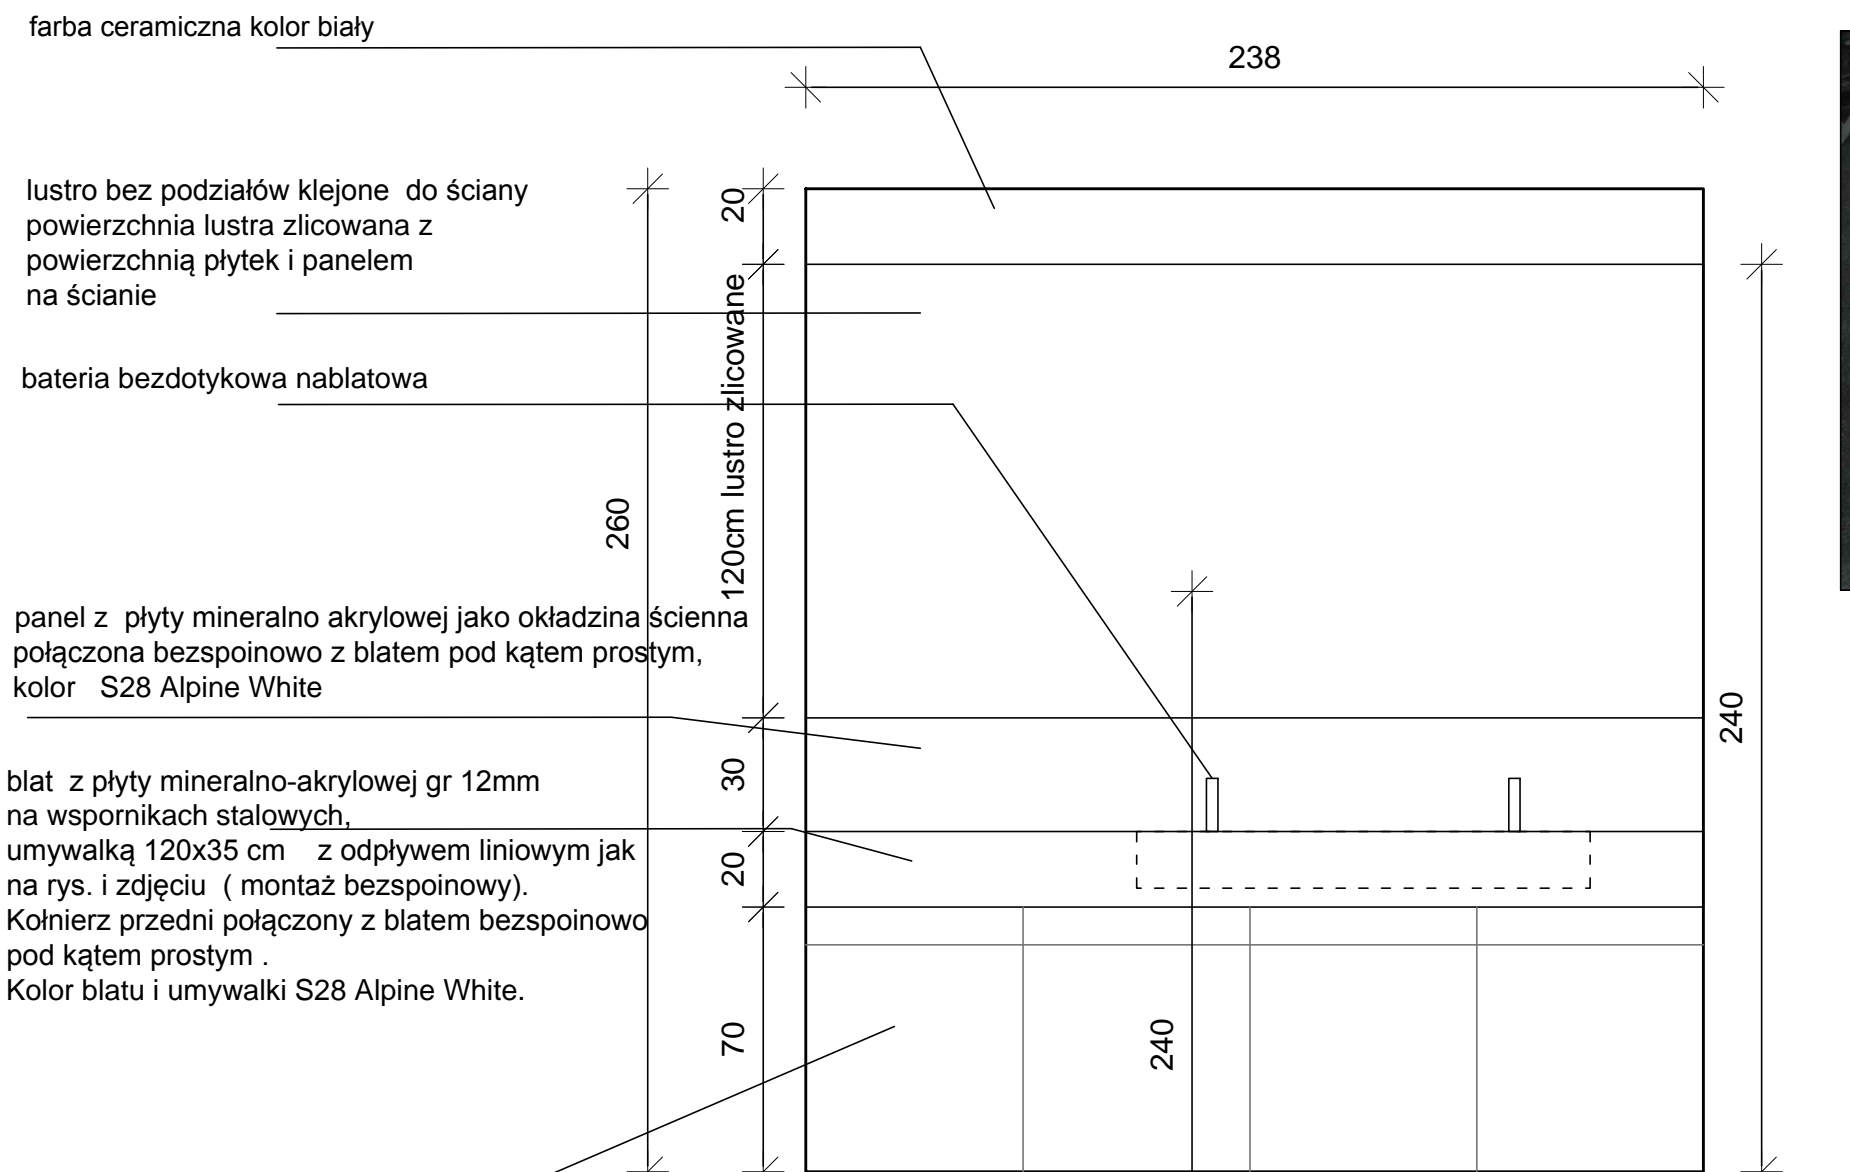 farba ceramiczna kolor biały
238
lustro bez podziałów klejone do ściany
powierzchnia lustra zlicowana z
powierzchnią płytek i panelem
na ścianie
20
120cm lustro zlicowane
bateria bezdotykowa nablatowa
260
panel z płyty mineralno akrylowej jako okładzina ścienna
połączona bezspoinowo z blatem pod kątem prostym,
kolor S28 Alpine White
240
30
blat z płyty mineralno-akrylowej gr 12mm
na wspornikach stalowych,
umywalką 120x35 cm z odpływem liniowym jak
na rys. i zdjęciu ( montaż bezspoinowy).
Kołnierz przedni połączony z blatem bezspoinowo
pod kątem prostym .
Kolor blatu i umywalki S28 Alpine White.
20
70
240